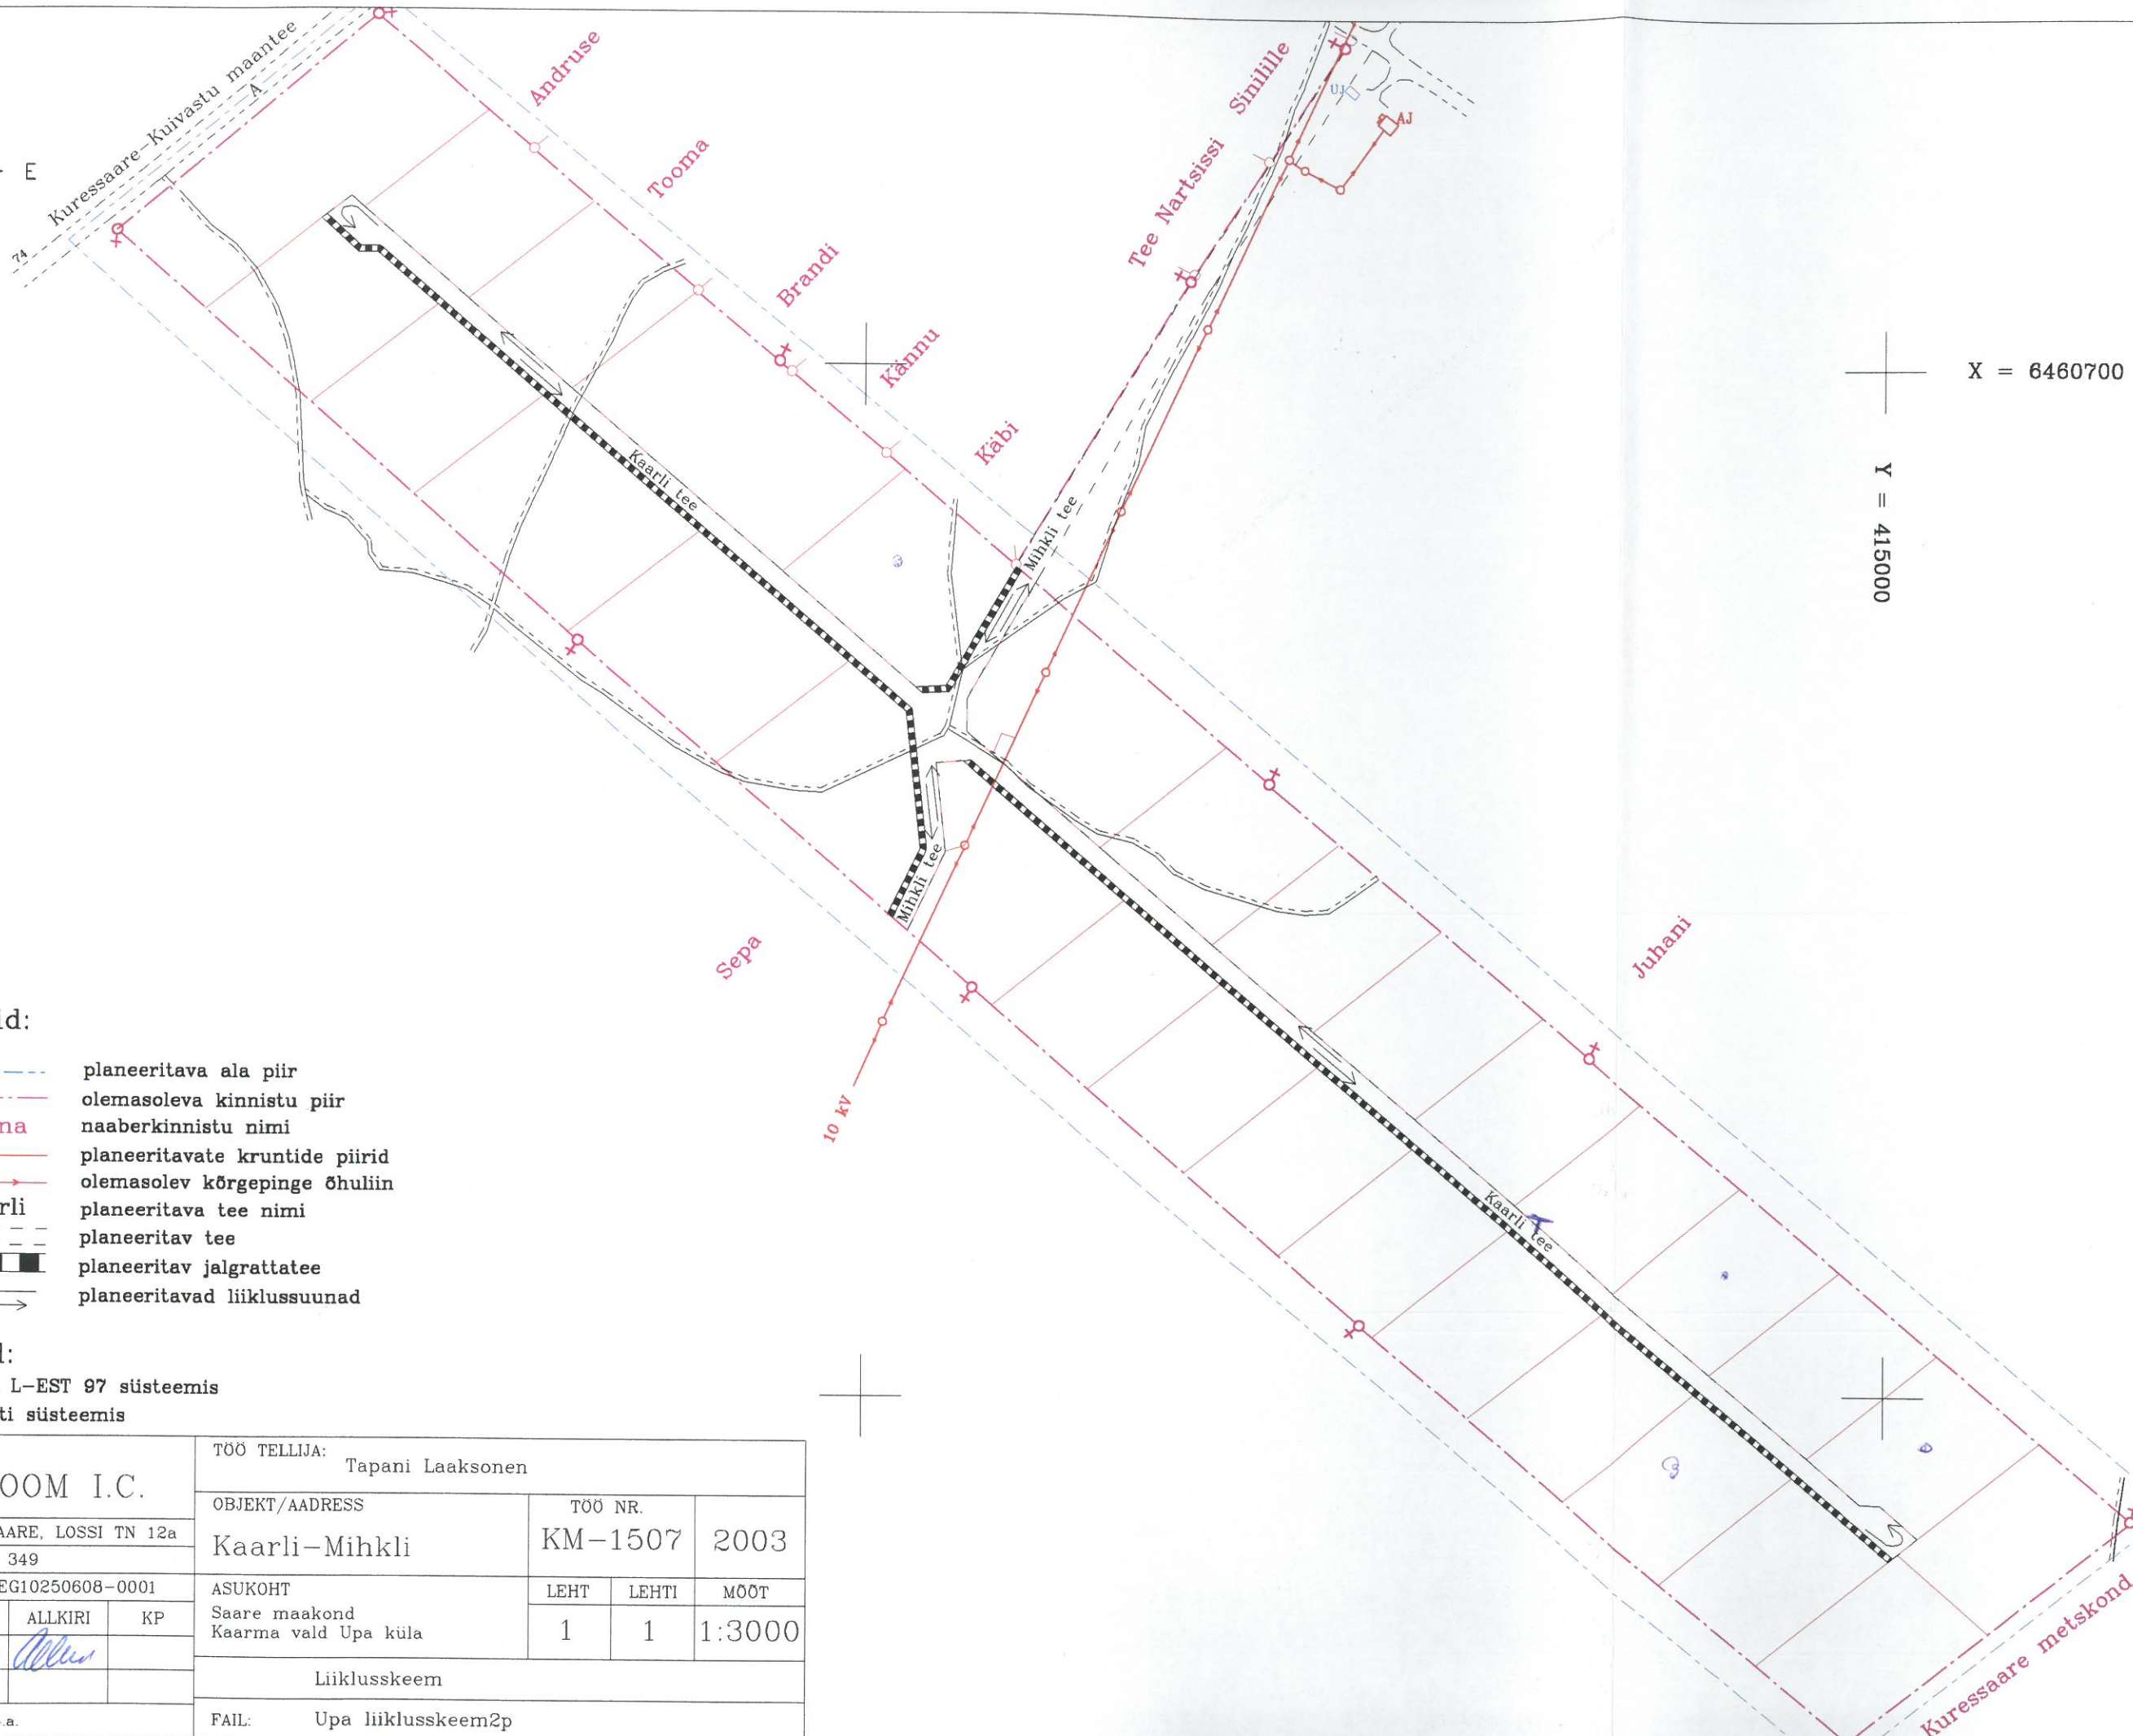 Kuressaare-Kuivastu maantee
A
74
E
Andruse
Tooma
Brandi
Kännu
Käbi
Tee Nartsissi Sinilille
UJ
AJ
X = 6460700
Y = 415000
Kaarli tee
Mihkli tee
Mihkli tee
Sepa
10 kV
Juhani
Kaarli tee
Kuressaare metskond
id:
planeeritava ala piir
olemasoleva kinnistu piir
na naaberkinnistu nimi
planeeritavate kruntide piirid
olemasolev kõrgepinge õhuliin
rli planeeritava tee nimi
planeeritav tee
planeeritav jalgrattatee
planeeritavad liiklussuunad
d:
L-EST 97 süsteemis
ti süsteemis
OOM I.C.
AARE, LOSSI TN 12a
349
EG10250608-0001
ALLKIRI KP
.a.
TÖÖ TELLIJA:
Tapani Laaksonen
OBJEKT/AADRESS TÖÖ NR.
Kaarli-Mihkli KM-1507 2003
ASUKOHT LEHT LEHTI MÕÕT
Saare maakond
Kaarma vald Upa küla 1 1 1:3000
Liiklusskeem
FAIL: Upa liiklusskeem2p